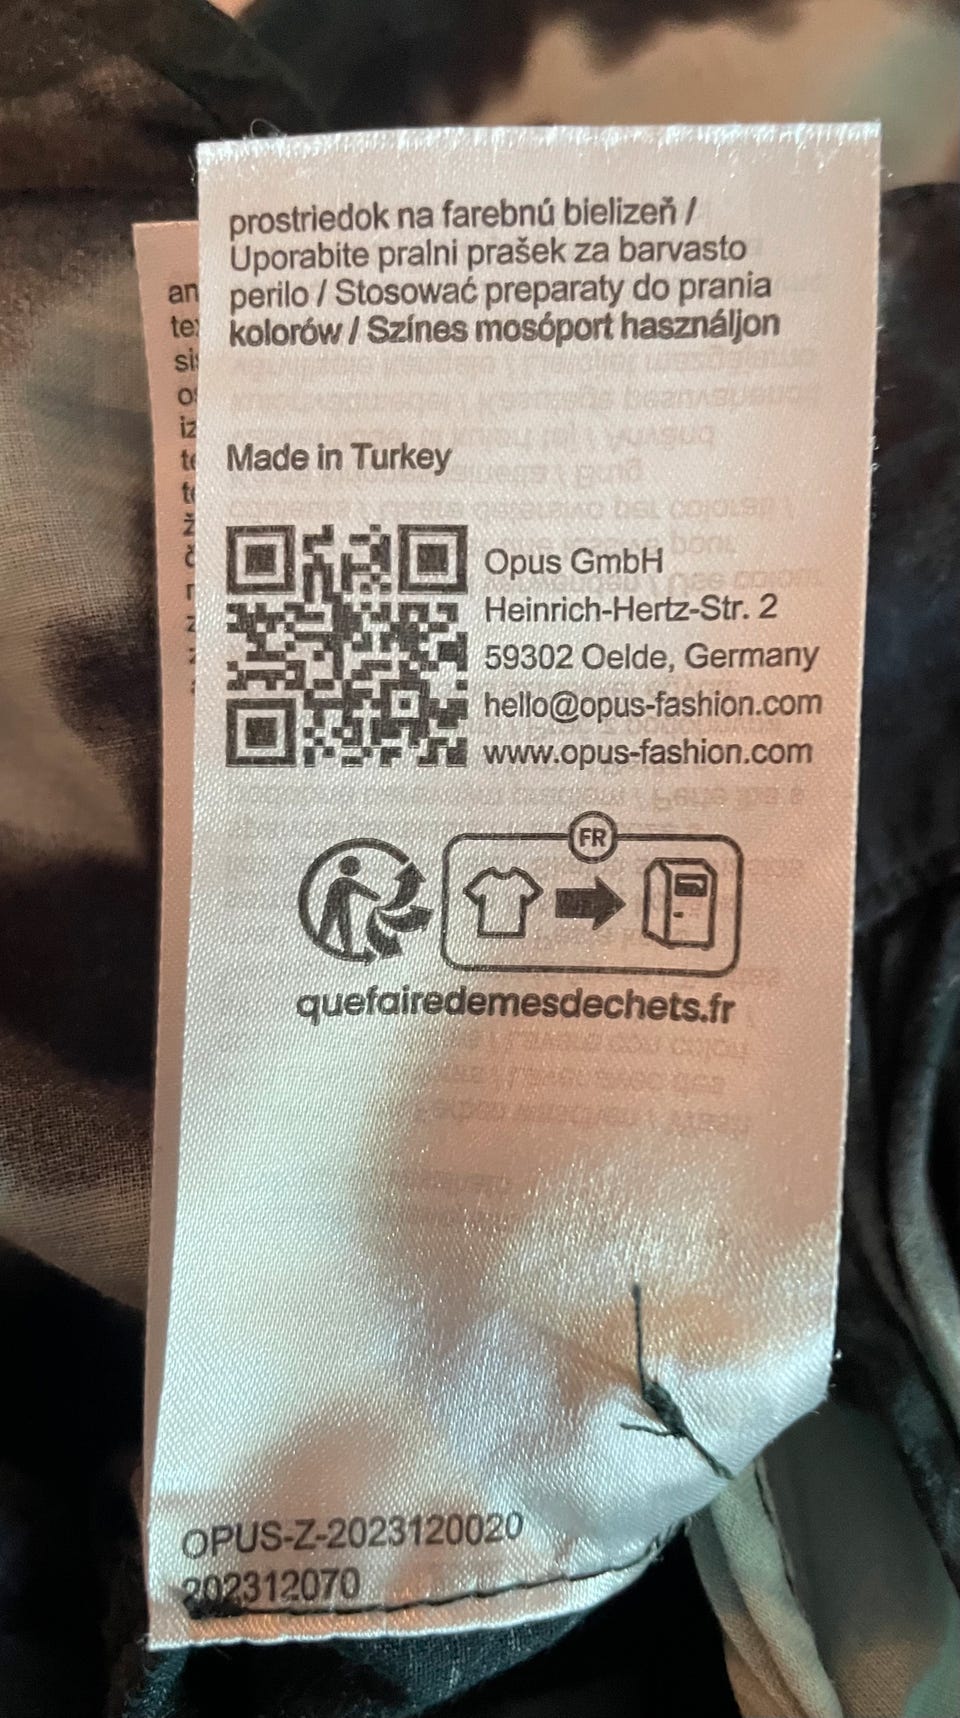 prostriedok na farebnú bielizeň /
Uporabite pralni prašek za barvasto
perilo / Stosować preparaty do prania
kolorów / Színes mosóport használjon
Made in Turkey
Opus GmbH
Heinrich-Hertz-Str. 2
59302 Oelde, Germany
hello@opus-fashion.com
www.opus-fashion.com
FR
quefairedemesdechets.fr
OPUS-Z-2023120020
202312070